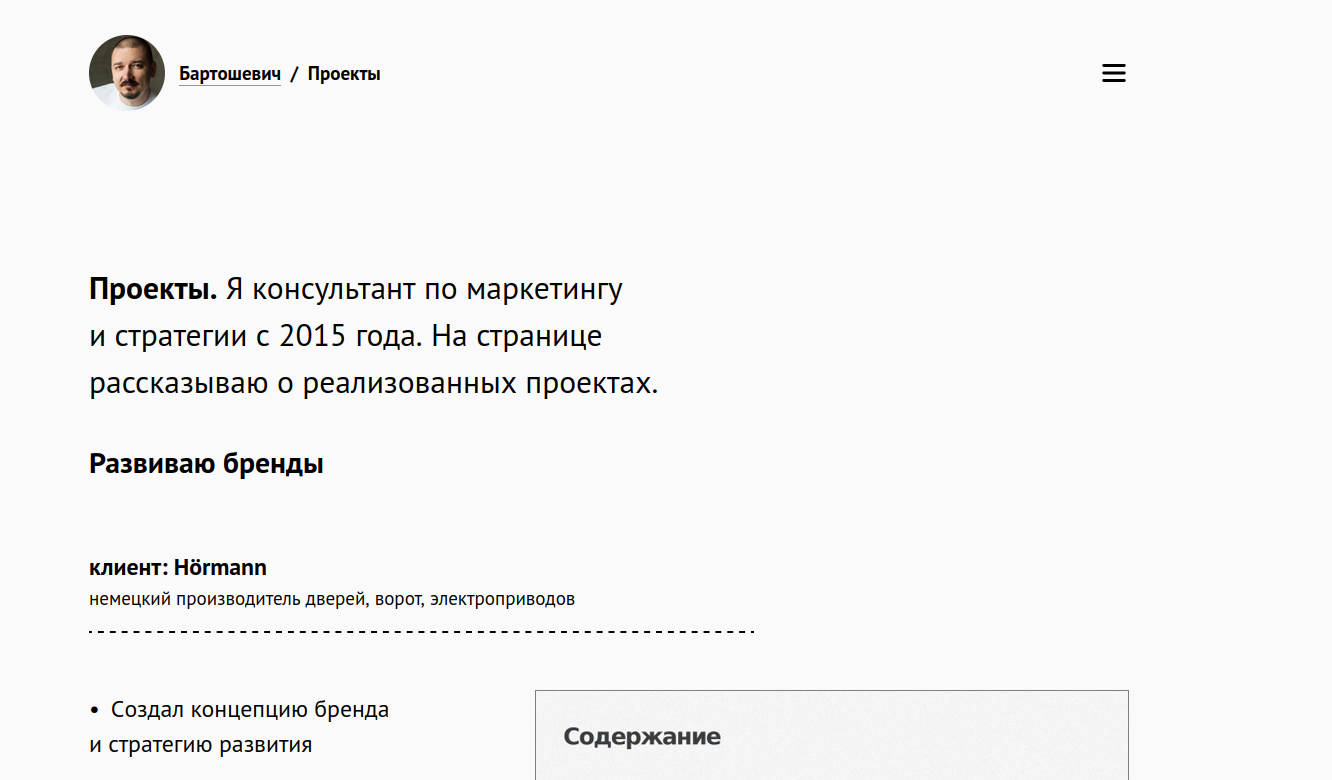 Бартошевич / Проекты
Проекты. Я консультант по маркетингу
и стратегии с 2015 года. На странице
рассказываю о реализованных проектах.
Развиваю бренды
клиент: Hörmann
немецкий производитель дверей, ворот, электроприводов
• Создал концепцию бренда
и стратегию развития
Содержание